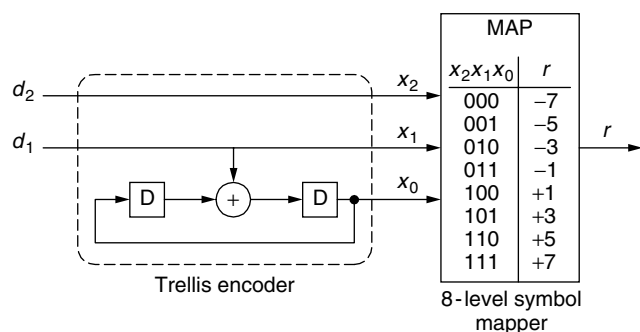 MAP
x2x1x0 r
000 −7
001 −5
010 −3
011 −1
100 +1
101 +3
110 +5
111 +7
d2
x2
d1
x1
r
D
+
D
x0
Trellis encoder
8-level symbol
mapper